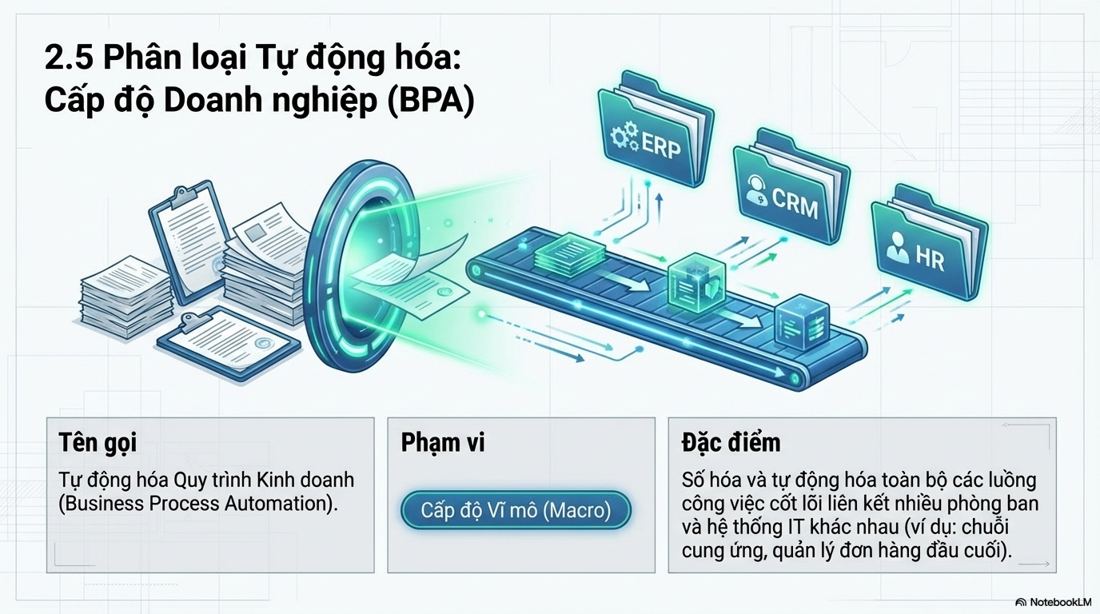 2.5 Phân loại Tự động hóa:
Cấp độ Doanh nghiệp (BPA)
ERP
CRM
HR
Tên gọi
Tự động hóa Quy trình Kinh doanh
(Business Process Automation).
Phạm vi
Cấp độ Vĩ mô (Macro)
Đặc điểm
Số hóa và tự động hóa toàn bộ các luồng
công việc cốt lõi liên kết nhiều phòng ban
và hệ thống IT khác nhau (ví dụ: chuỗi
cung ứng, quản lý đơn hàng đầu cuối).
NotebookLM